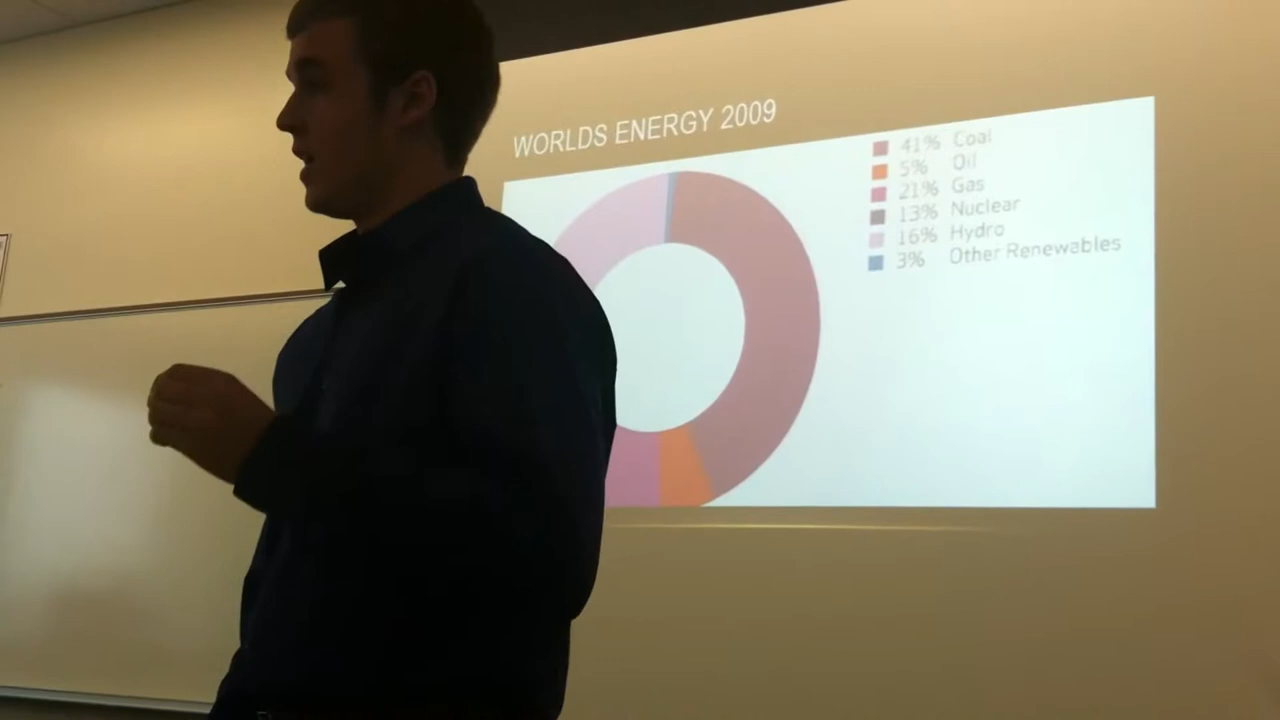 WORLDS ENERGY 2009
41% Coal
5% Oil
21% Gas
13% Nuclear
16% Hydro
3% Other Renewables